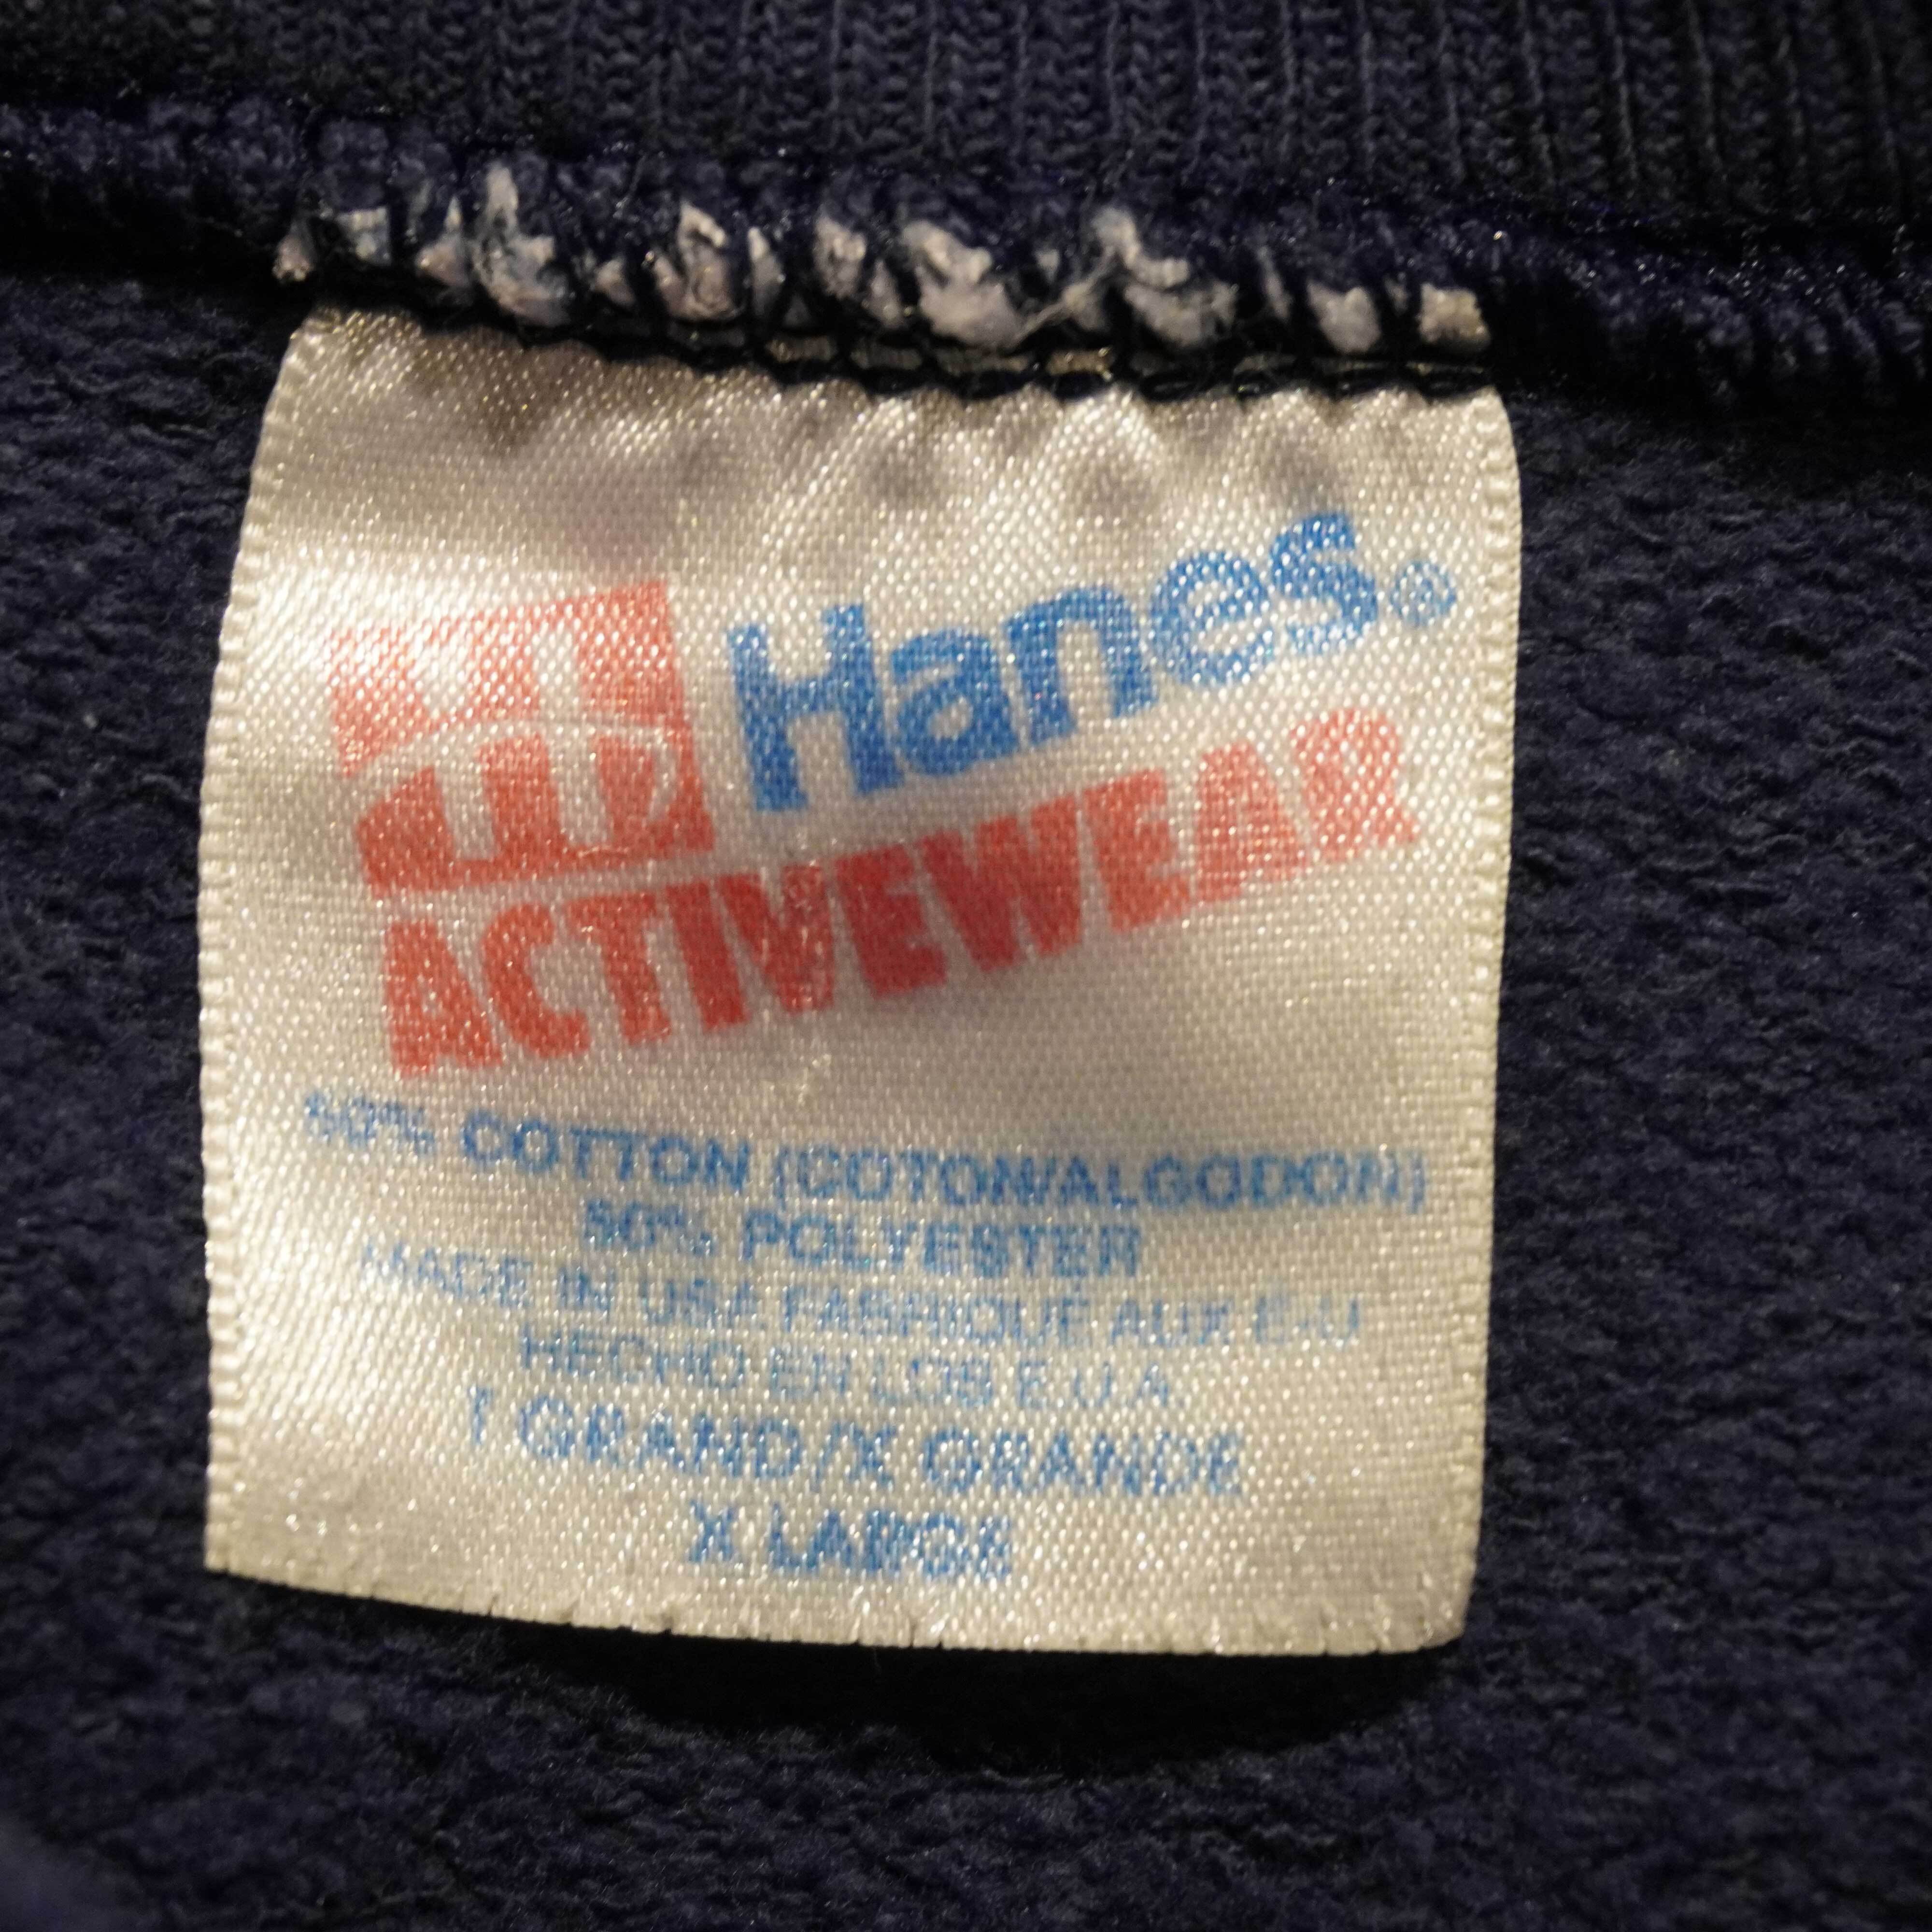 Hanes®
ACTIVEWEAR
50% COTTON (COTON/ALGODON)
50% POLYESTER
MADE IN USA FABRIQUE AUX E.U
HECHO EN LOS E.U.A.
T GRAND/X GRANDE
X LARGE